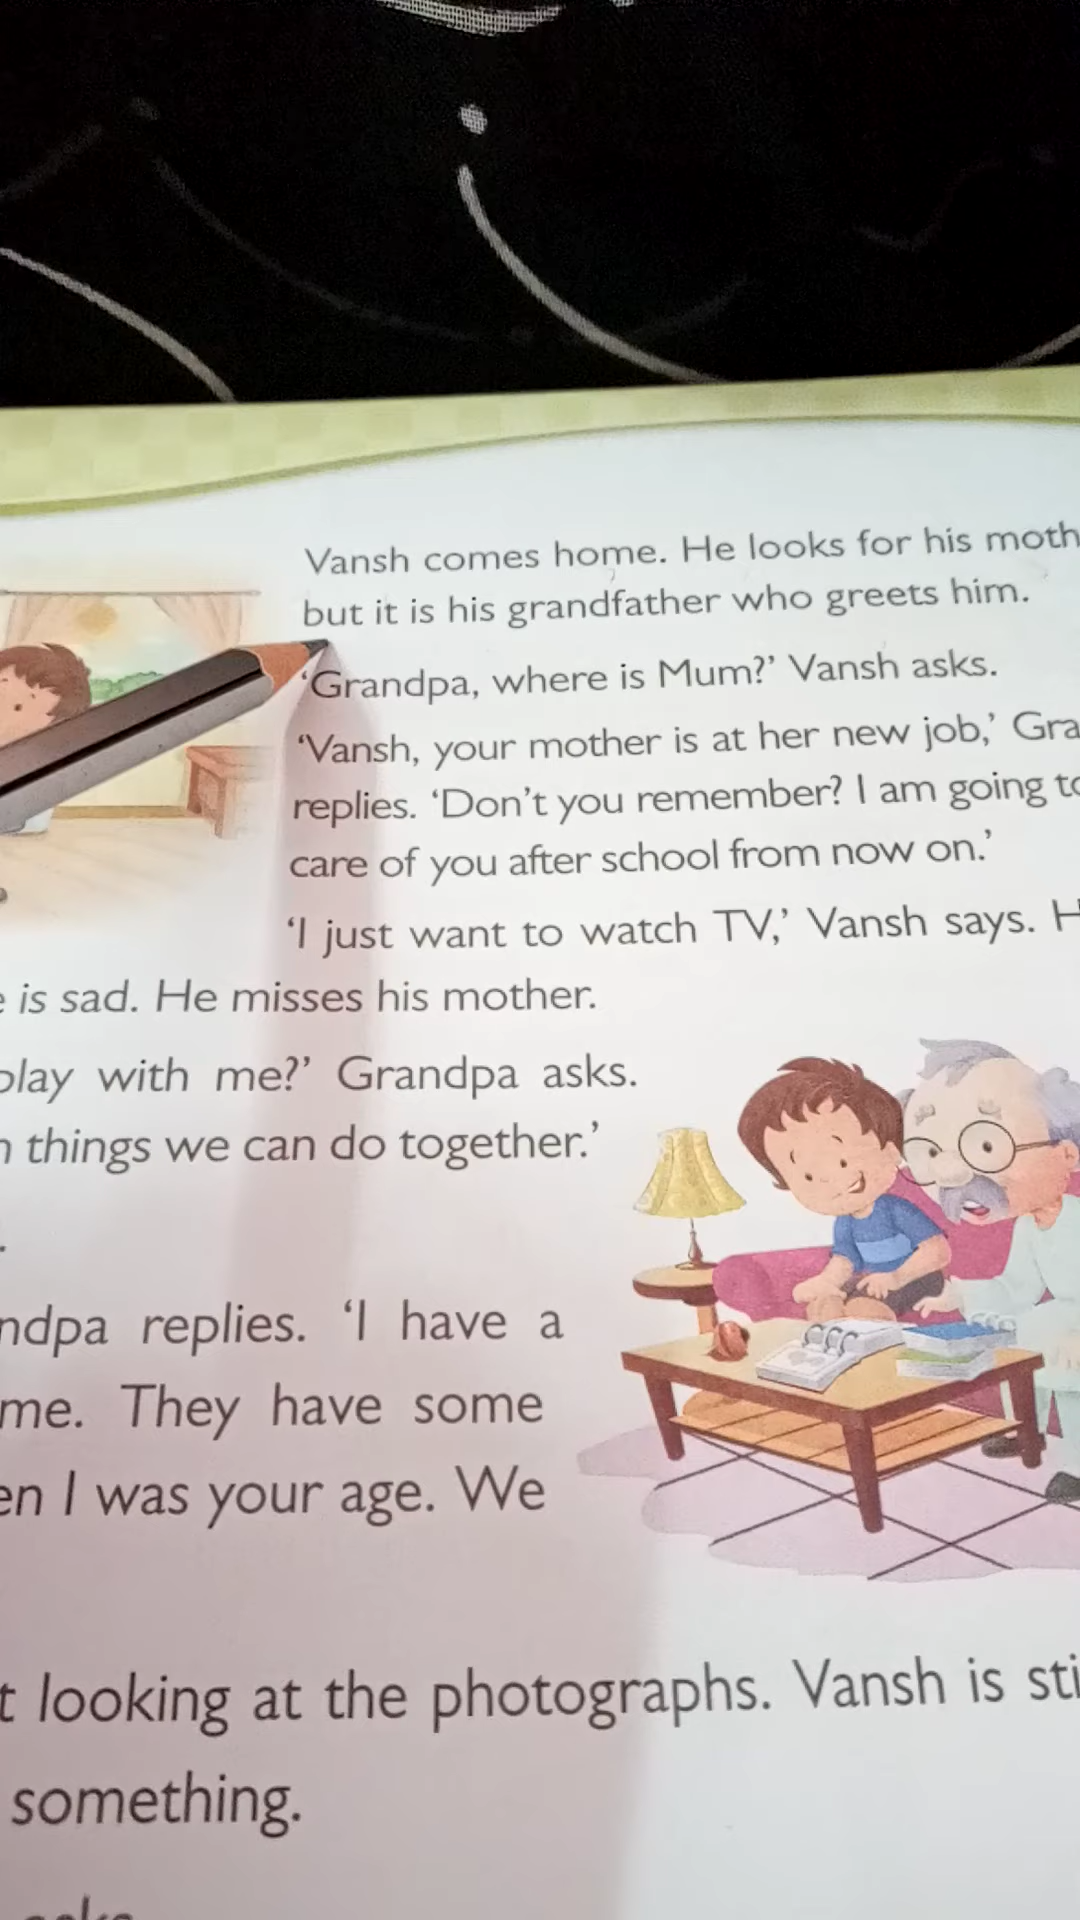 Vansh comes home. He looks for his moth
but it is his grandfather who greets him.
‘Grandpa, where is Mum?’ Vansh asks.
‘Vansh, your mother is at her new job,’ Gra
replies. ‘Don’t you remember? I am going to
care of you after school from now on.’
‘I just want to watch TV,’ Vansh says. H
is sad. He misses his mother.
play with me?’ Grandpa asks.
things we can do together.’
ndpa replies. ‘I have a
me. They have some
en I was your age. We
t looking at the photographs. Vansh is sti
something.